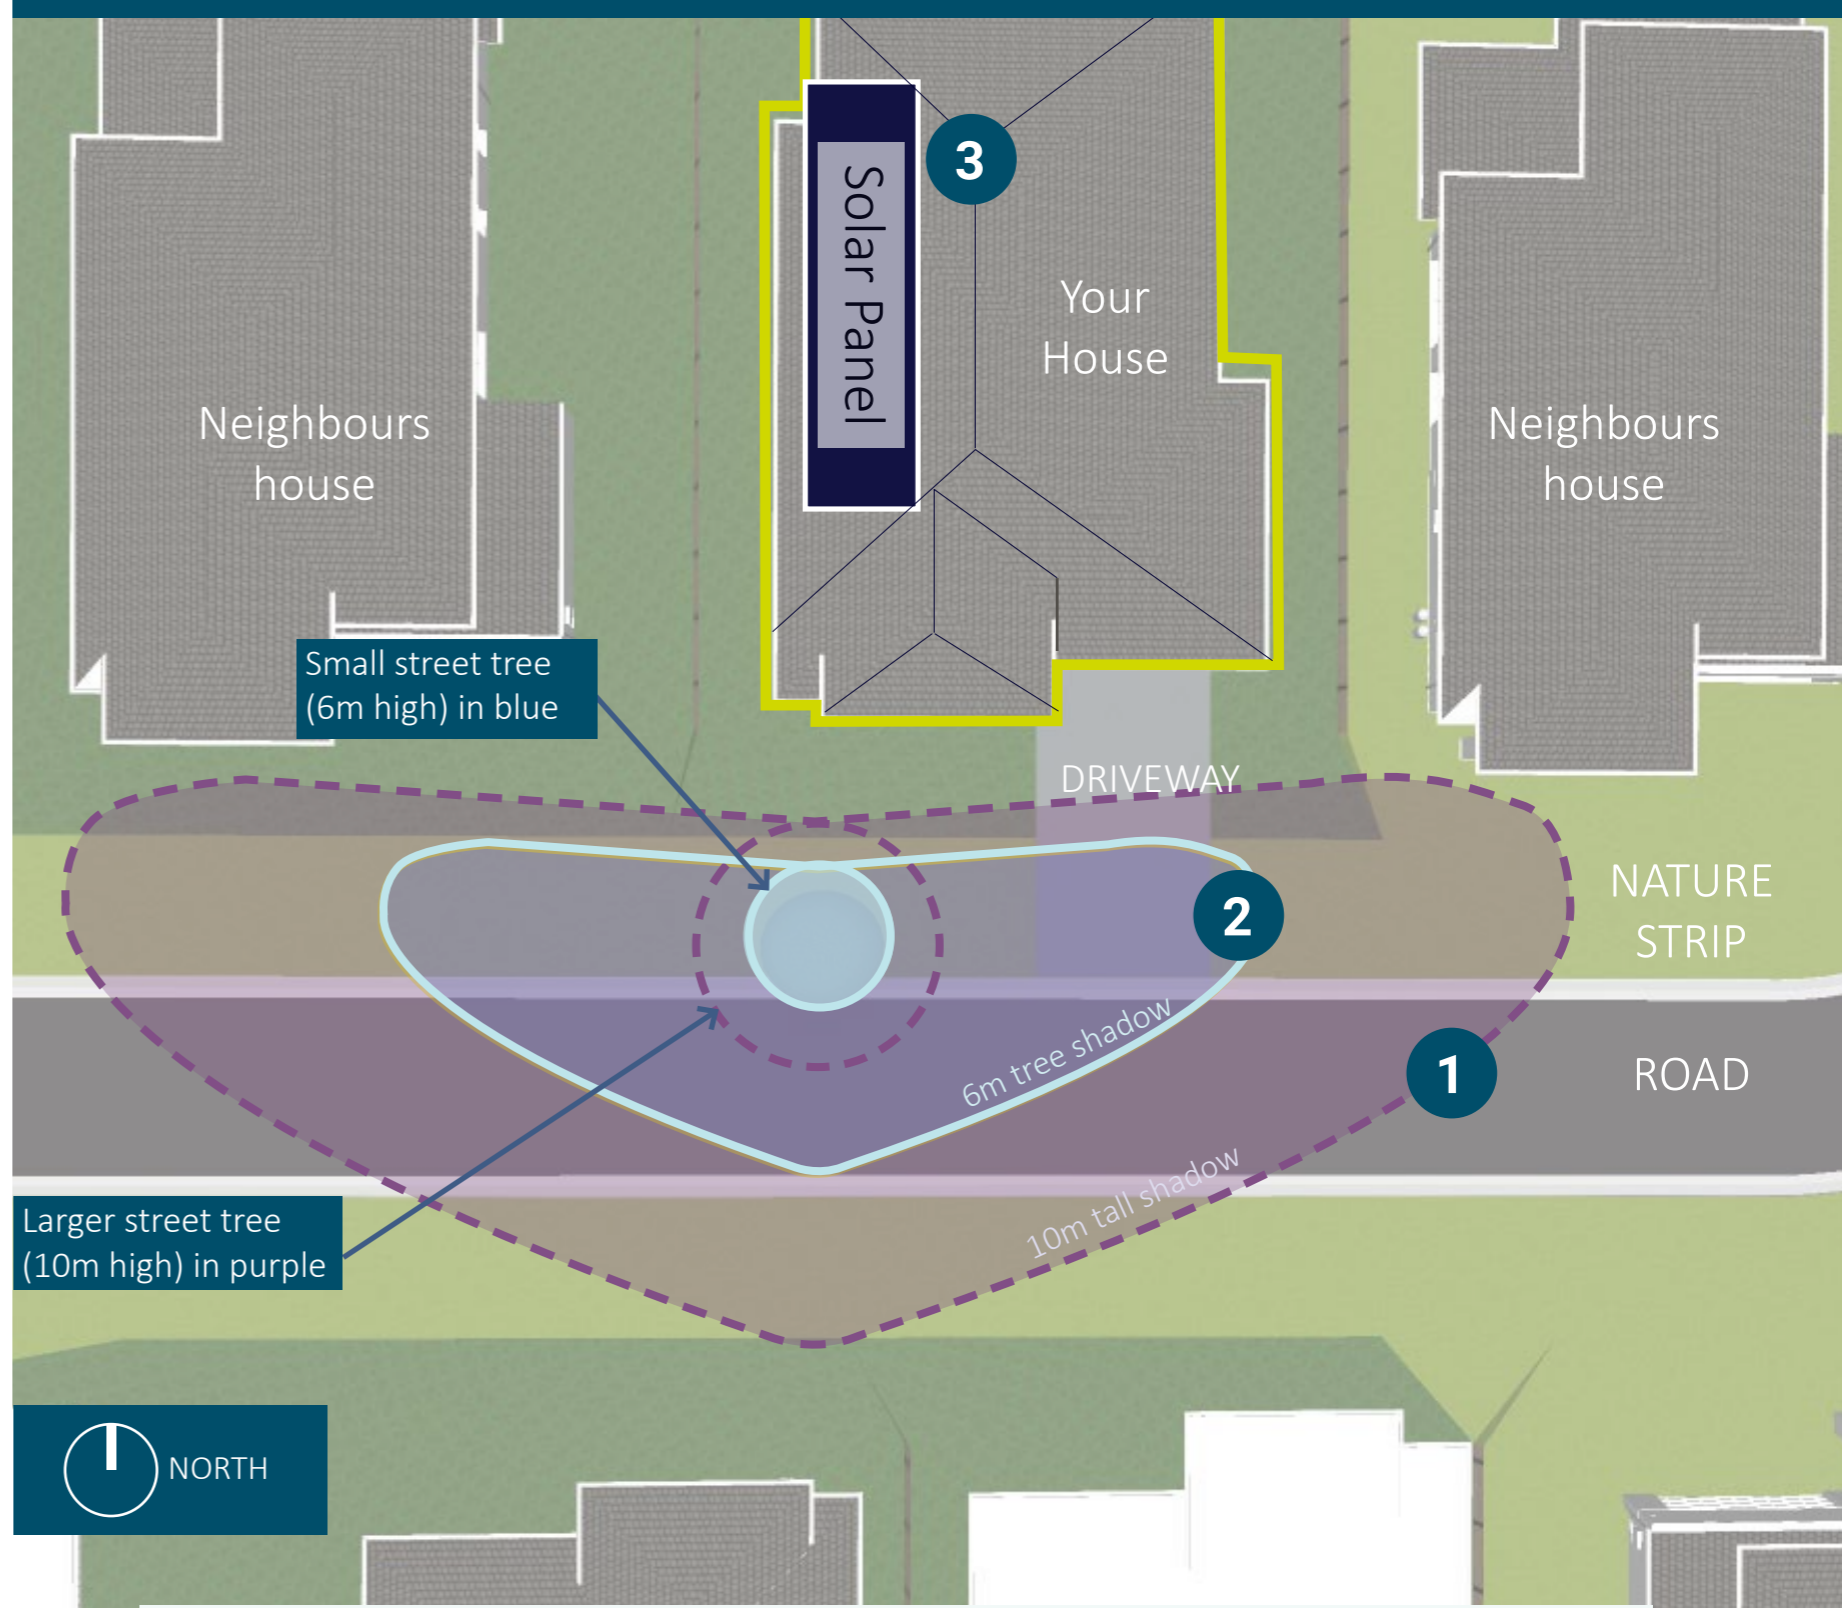 3
Solar Panel
Your
House
Neighbours
house
Neighbours
house
Small street tree
(6m high) in blue
DRIVEWAY
2
NATURE
STRIP
6m tree shadow
1
ROAD
10m tall shadow
Larger street tree
(10m high) in purple
NORTH